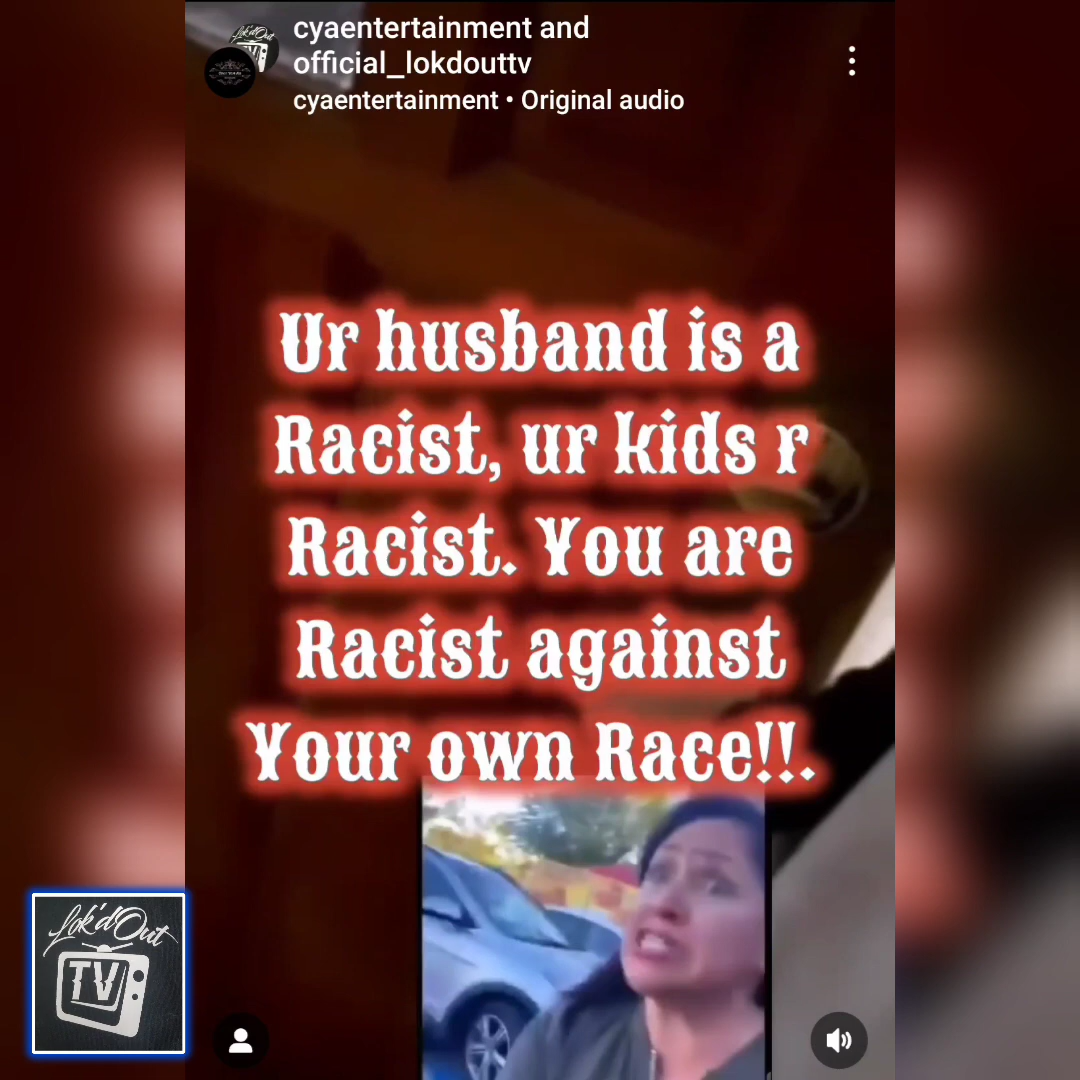 cyaentertainment and
official_lokdouttv
cyaentertainment • Original audio
Ur husband is a
Racist, ur kids r
Racist. You are
Racist against
Your own Race!!.
Lok'd Out
TV